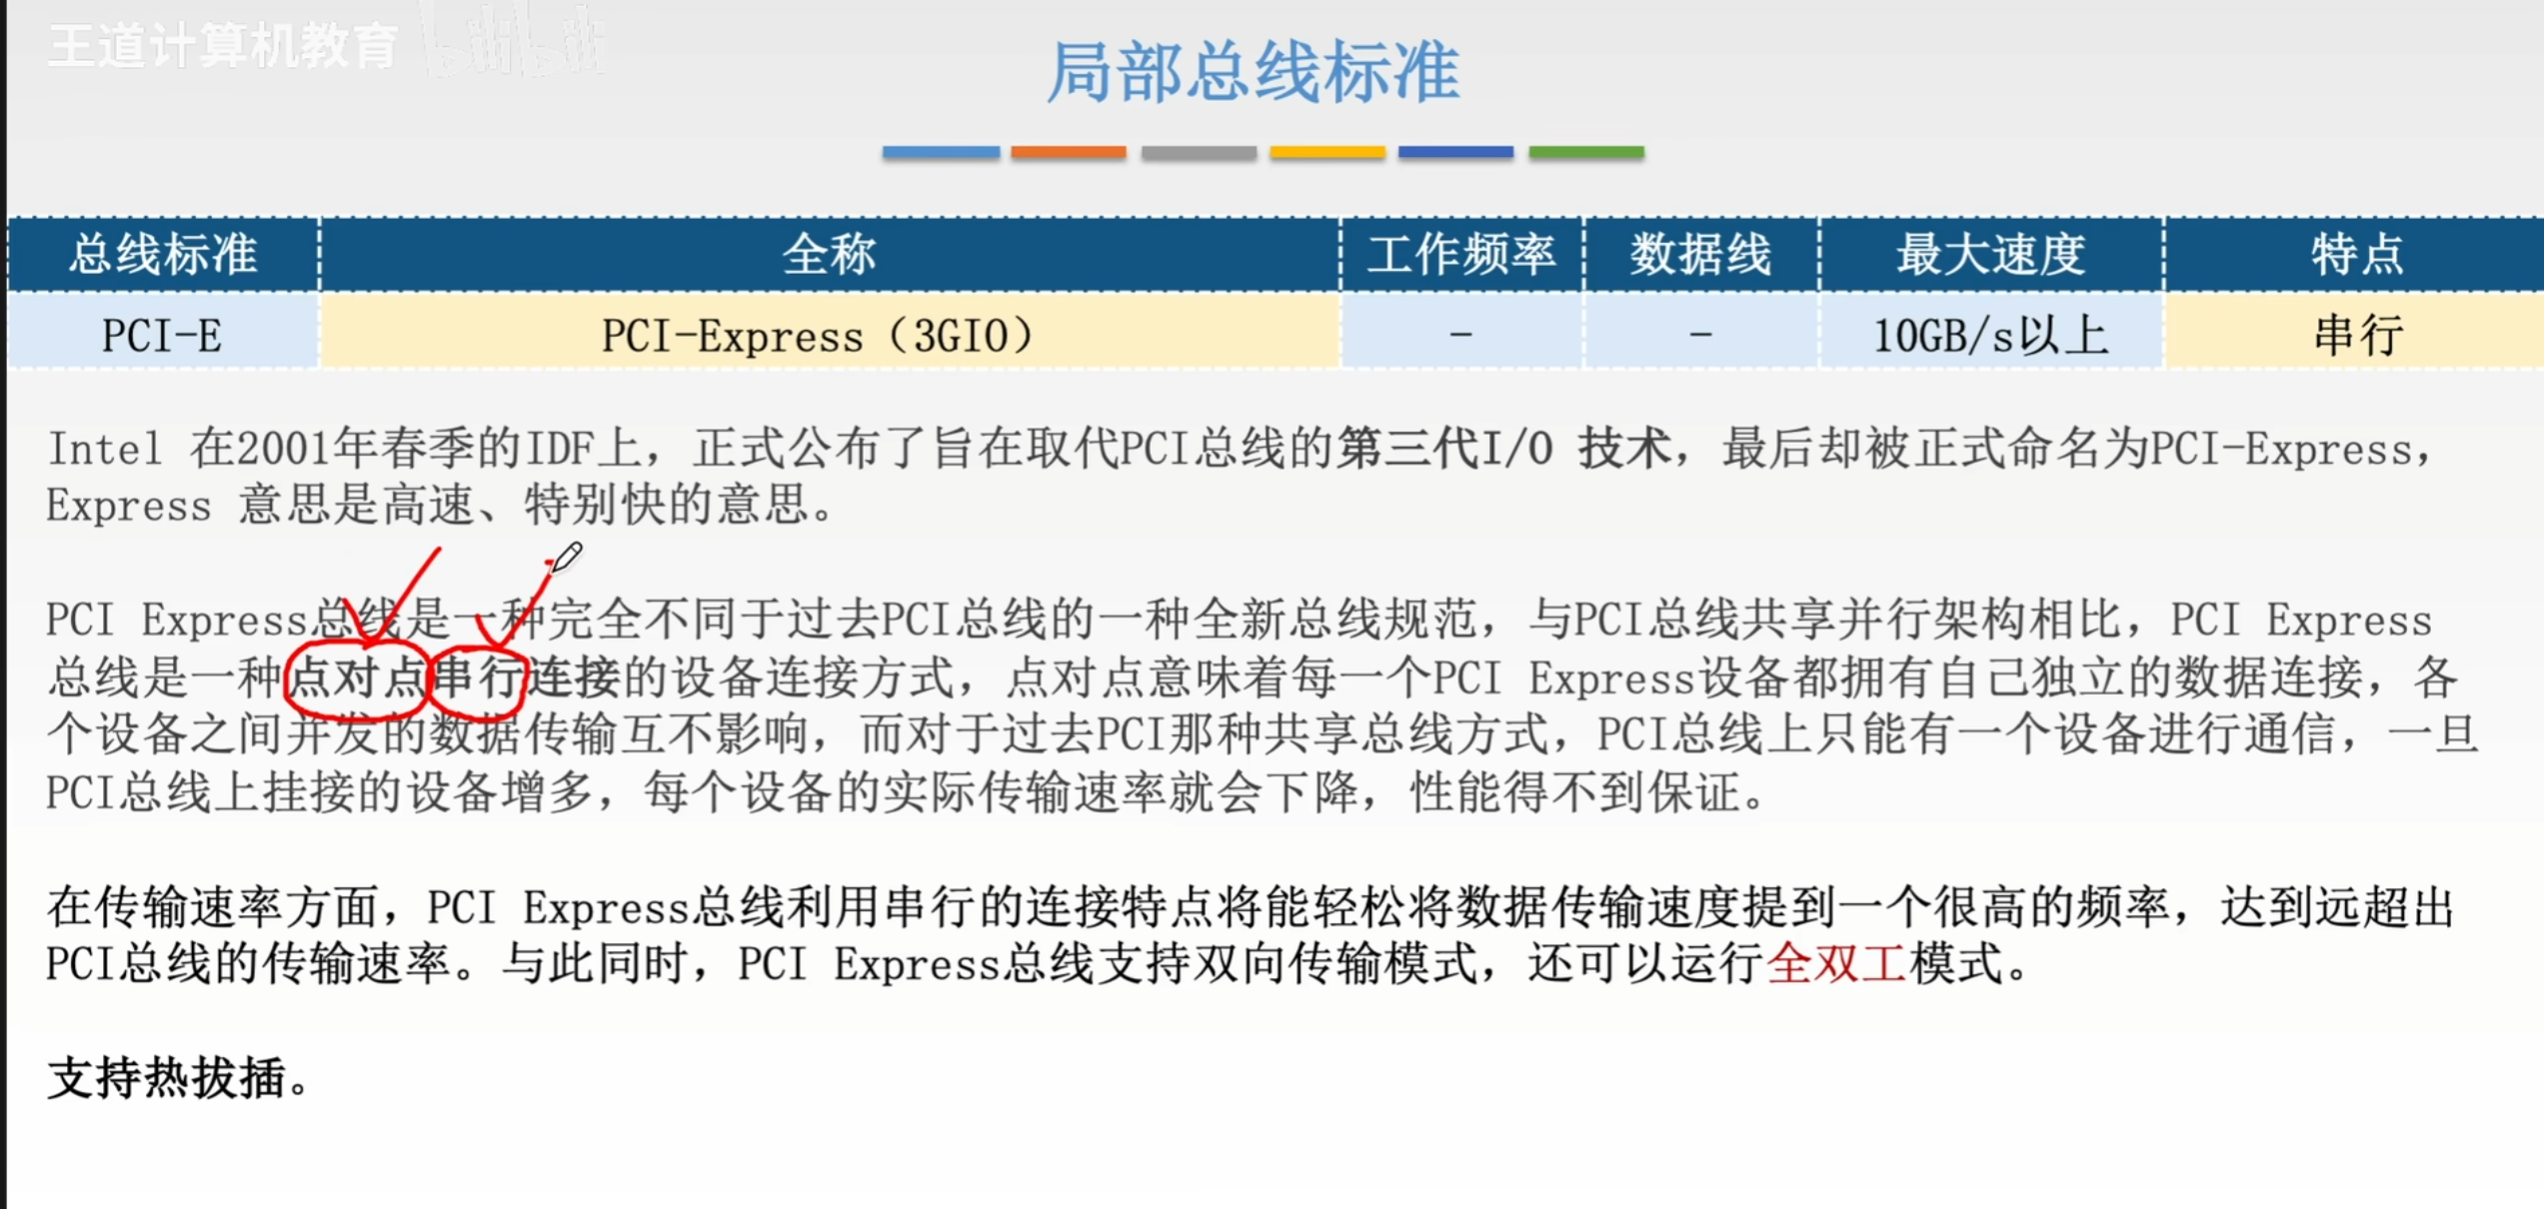 王道计算机教育 bilibili
局部总线标准
总线标准 全称 工作频率 数据线 最大速度 特点
PCI-E PCI-Express（3GIO） - - 10GB/s以上 串行
Intel 在2001年春季的IDF上，正式公布了旨在取代PCI总线的第三代I/O 技术，最后却被正式命名为PCI-Express，
Express 意思是高速、特别快的意思。
PCI Express总线是一种完全不同于过去PCI总线的一种全新总线规范，与PCI总线共享并行架构相比，PCI Express
总线是一种点对点串行连接的设备连接方式，点对点意味着每一个PCI Express设备都拥有自己独立的数据连接，各
个设备之间并发的数据传输互不影响，而对于过去PCI那种共享总线方式，PCI总线上只能有一个设备进行通信，一旦
PCI总线上挂接的设备增多，每个设备的实际传输速率就会下降，性能得不到保证。
在传输速率方面，PCI Express总线利用串行的连接特点将能轻松将数据传输速度提到一个很高的频率，达到远超出
PCI总线的传输速率。与此同时，PCI Express总线支持双向传输模式，还可以运行全双工模式。
支持热拔插。